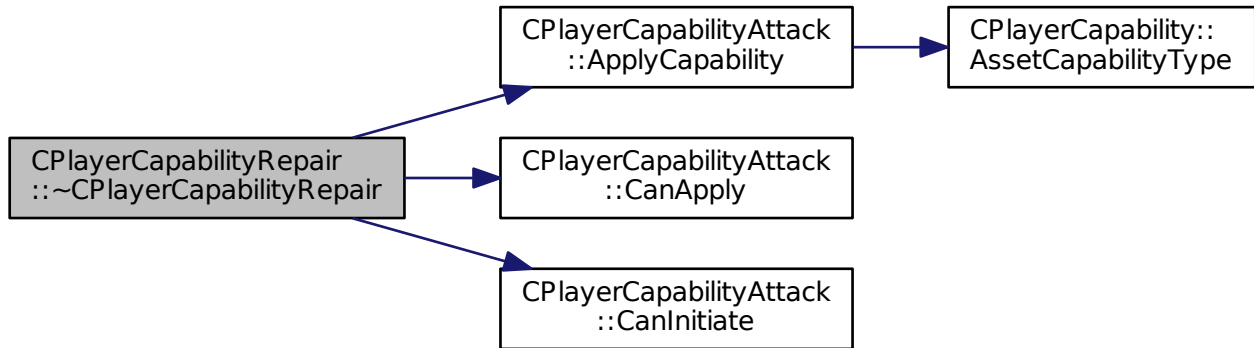 CPlayerCapabilityRepair
::~CPlayerCapabilityRepair
CPlayerCapabilityAttack
::ApplyCapability
CPlayerCapability::
AssetCapabilityType
CPlayerCapabilityAttack
::CanApply
CPlayerCapabilityAttack
::CanInitiate